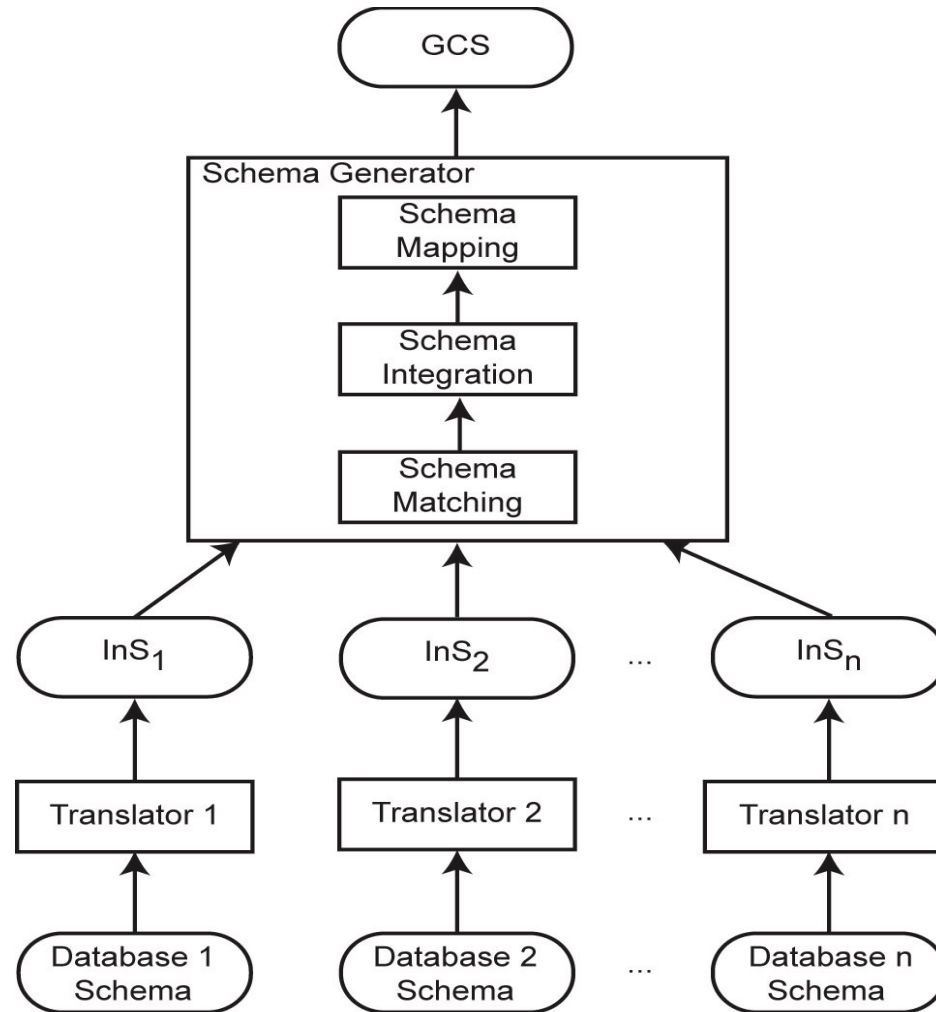 GCS
Schema Generator
Schema
Mapping
Schema
Integration
Schema
Matching
InS1
InS2
...
InSn
Translator 1
Translator 2
...
Translator n
Database 1
Schema
Database 2
Schema
...
Database n
Schema